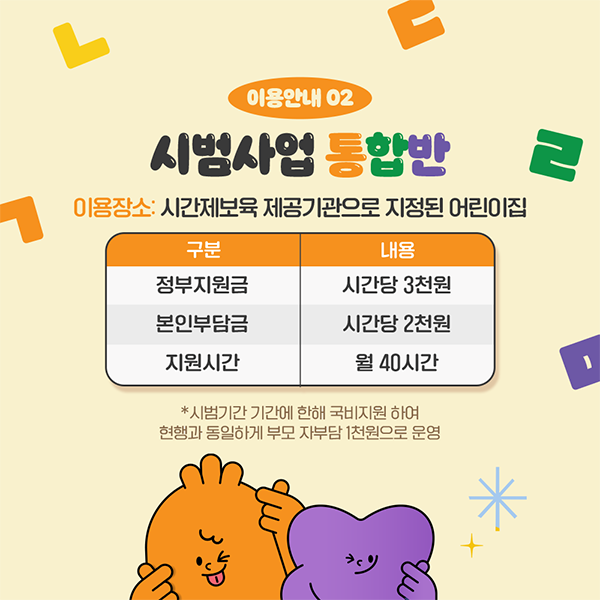 이용안내 02
시범사업 통합반
이용장소: 시간제보육 제공기관으로 지정된 어린이집
구분 내용
정부지원금 시간당 3천원
본인부담금 시간당 2천원
지원시간 월 40시간
*시범기간 기간에 한해 국비지원 하여
현행과 동일하게 부모 자부담 1천원으로 운영